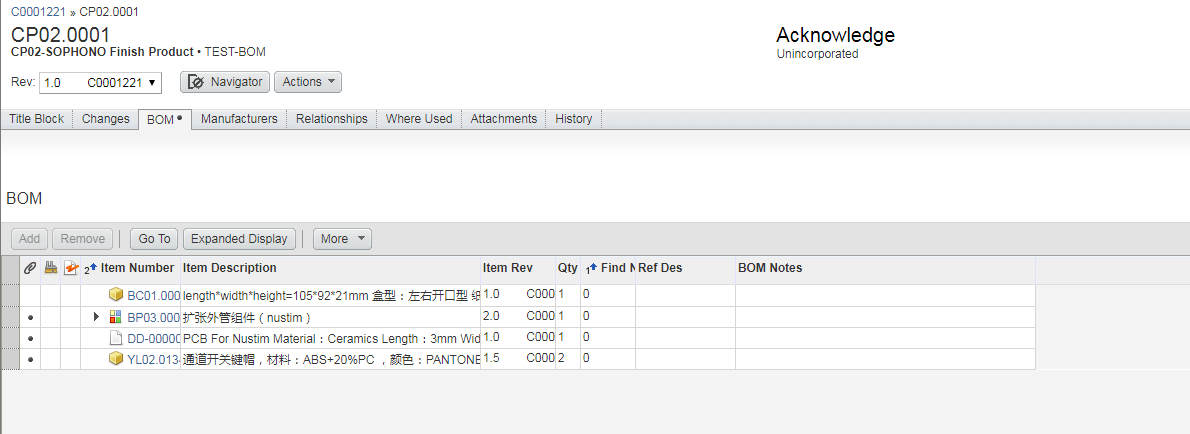 C0001221 » CP02.0001
CP02.0001
CP02-SOPHONO Finish Product • TEST-BOM
Acknowledge
Unincorporated
Rev: 1.0 C0001221
Navigator
Actions
Title Block Changes BOM • Manufacturers Relationships Where Used Attachments History
BOM
Add Remove Go To Expanded Display More
2 Item Number Item Description Item Rev Qty 1 Find N Ref Des BOM Notes
BC01.000 length*width*height=105*92*21mm 盒型：左右开口型 1.0 C000 1 0
BP03.000 扩张外管组件（nustim） 2.0 C000 1 0
DD-00000 PCB For Nustim Material：Ceramics Length：3mm Wid 1.0 C000 1 0
YL02.013 通道开关键帽，材料：ABS+20%PC ，颜色：PANTONE 1.5 C000 2 0